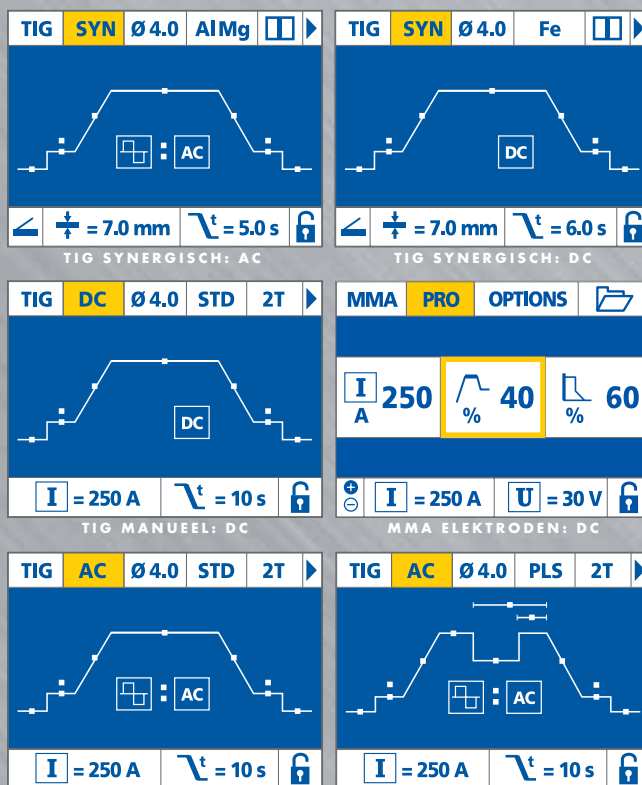 TIG SYN Ø 4.0 AlMg
AC
= 7.0 mm t = 5.0 s
TIG SYNERGISCH: AC
TIG SYN Ø 4.0 Fe
DC
= 7.0 mm t = 6.0 s
TIG SYNERGISCH: DC
TIG DC Ø 4.0 STD 2T
DC
I = 250 A t = 10 s
TIG MANUEEL: DC
MMA PRO OPTIONS
I A 250 % 40 % 60
I = 250 A U = 30 V
MMA ELEKTRODEN: DC
TIG AC Ø 4.0 STD 2T
: AC
I = 250 A t = 10 s
TIG AC Ø 4.0 PLS 2T
: AC
I = 250 A t = 10 s